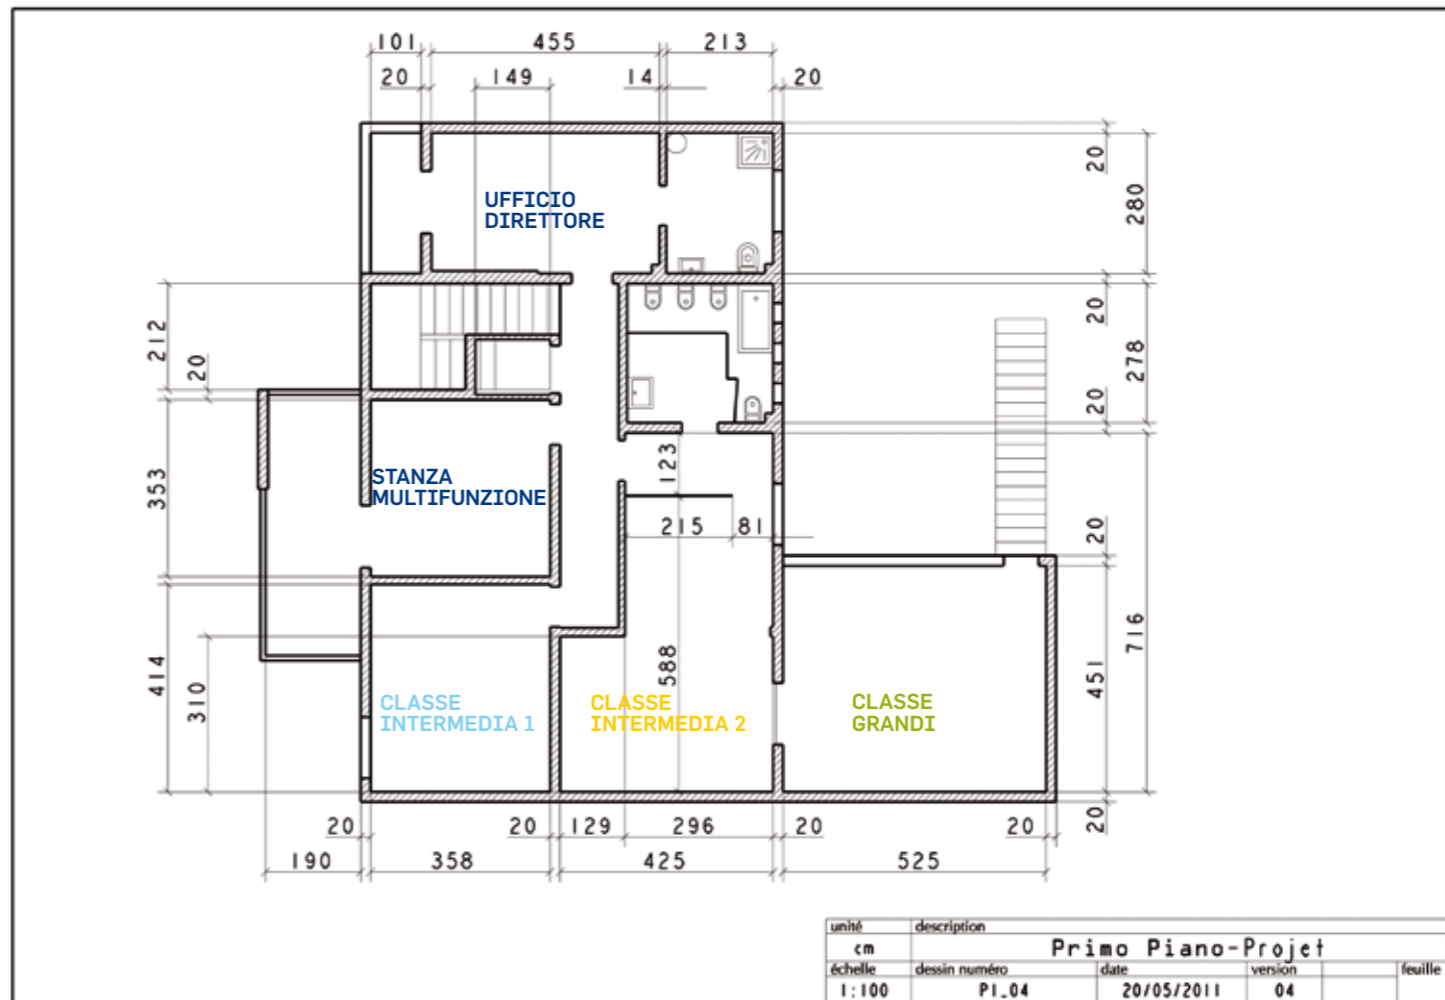 101 455 213
20 149 14 20
20
280
UFFICIO
DIRETTORE
20
212
278
20
20
123
353
STANZA
MULTIFUNZIONE
215 81
20
716
588
451
414
310
CLASSE
INTERMEDIA 1
CLASSE
INTERMEDIA 2
CLASSE
GRANDI
20
20 20 129 296 20 20
190 358 425 525
unité description
cm Primo Piano-Projet
échelle dessin numéro date version feuille
1:100 P1_04 20/05/2011 04